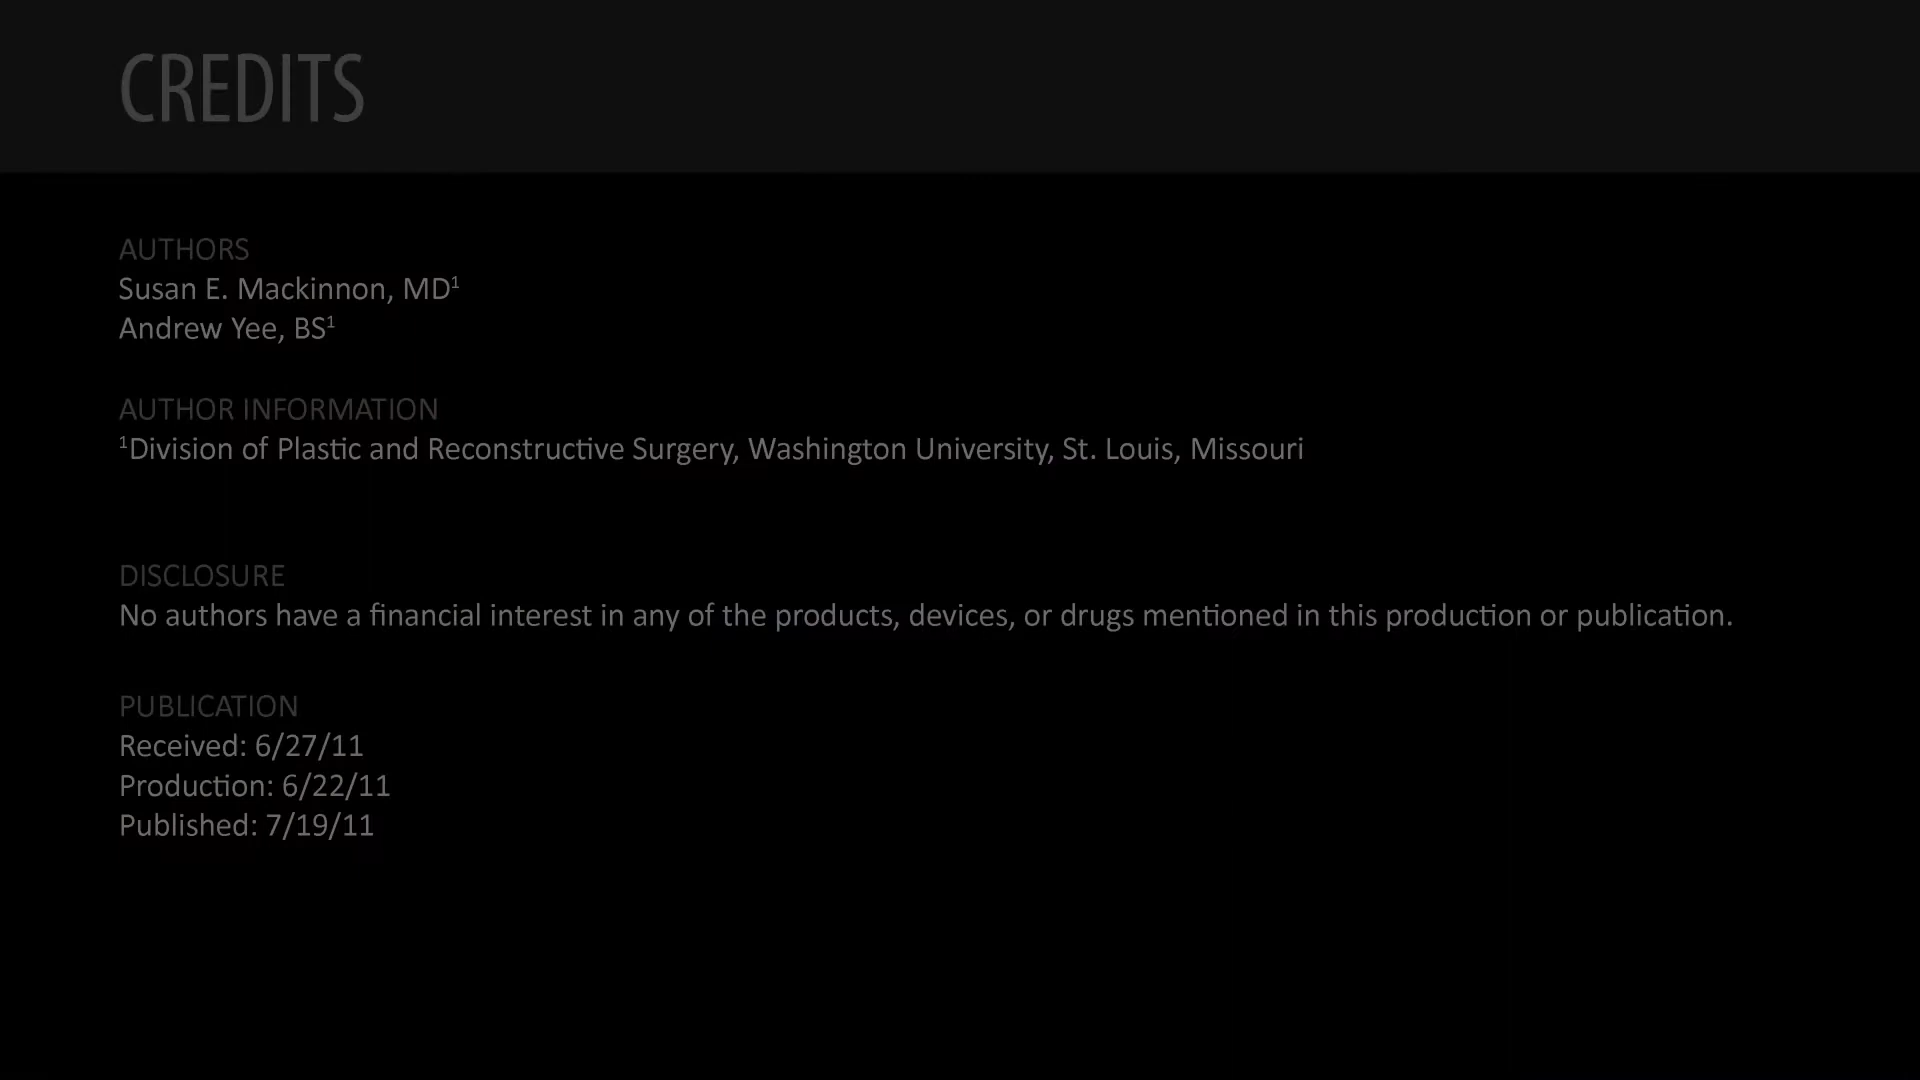 CREDITS
AUTHORS
Susan E. Mackinnon, MD¹
Andrew Yee, BS¹
AUTHOR INFORMATION
¹Division of Plastic and Reconstructive Surgery, Washington University, St. Louis, Missouri
DISCLOSURE
No authors have a financial interest in any of the products, devices, or drugs mentioned in this production or publication.
PUBLICATION
Received: 6/27/11
Production: 6/22/11
Published: 7/19/11